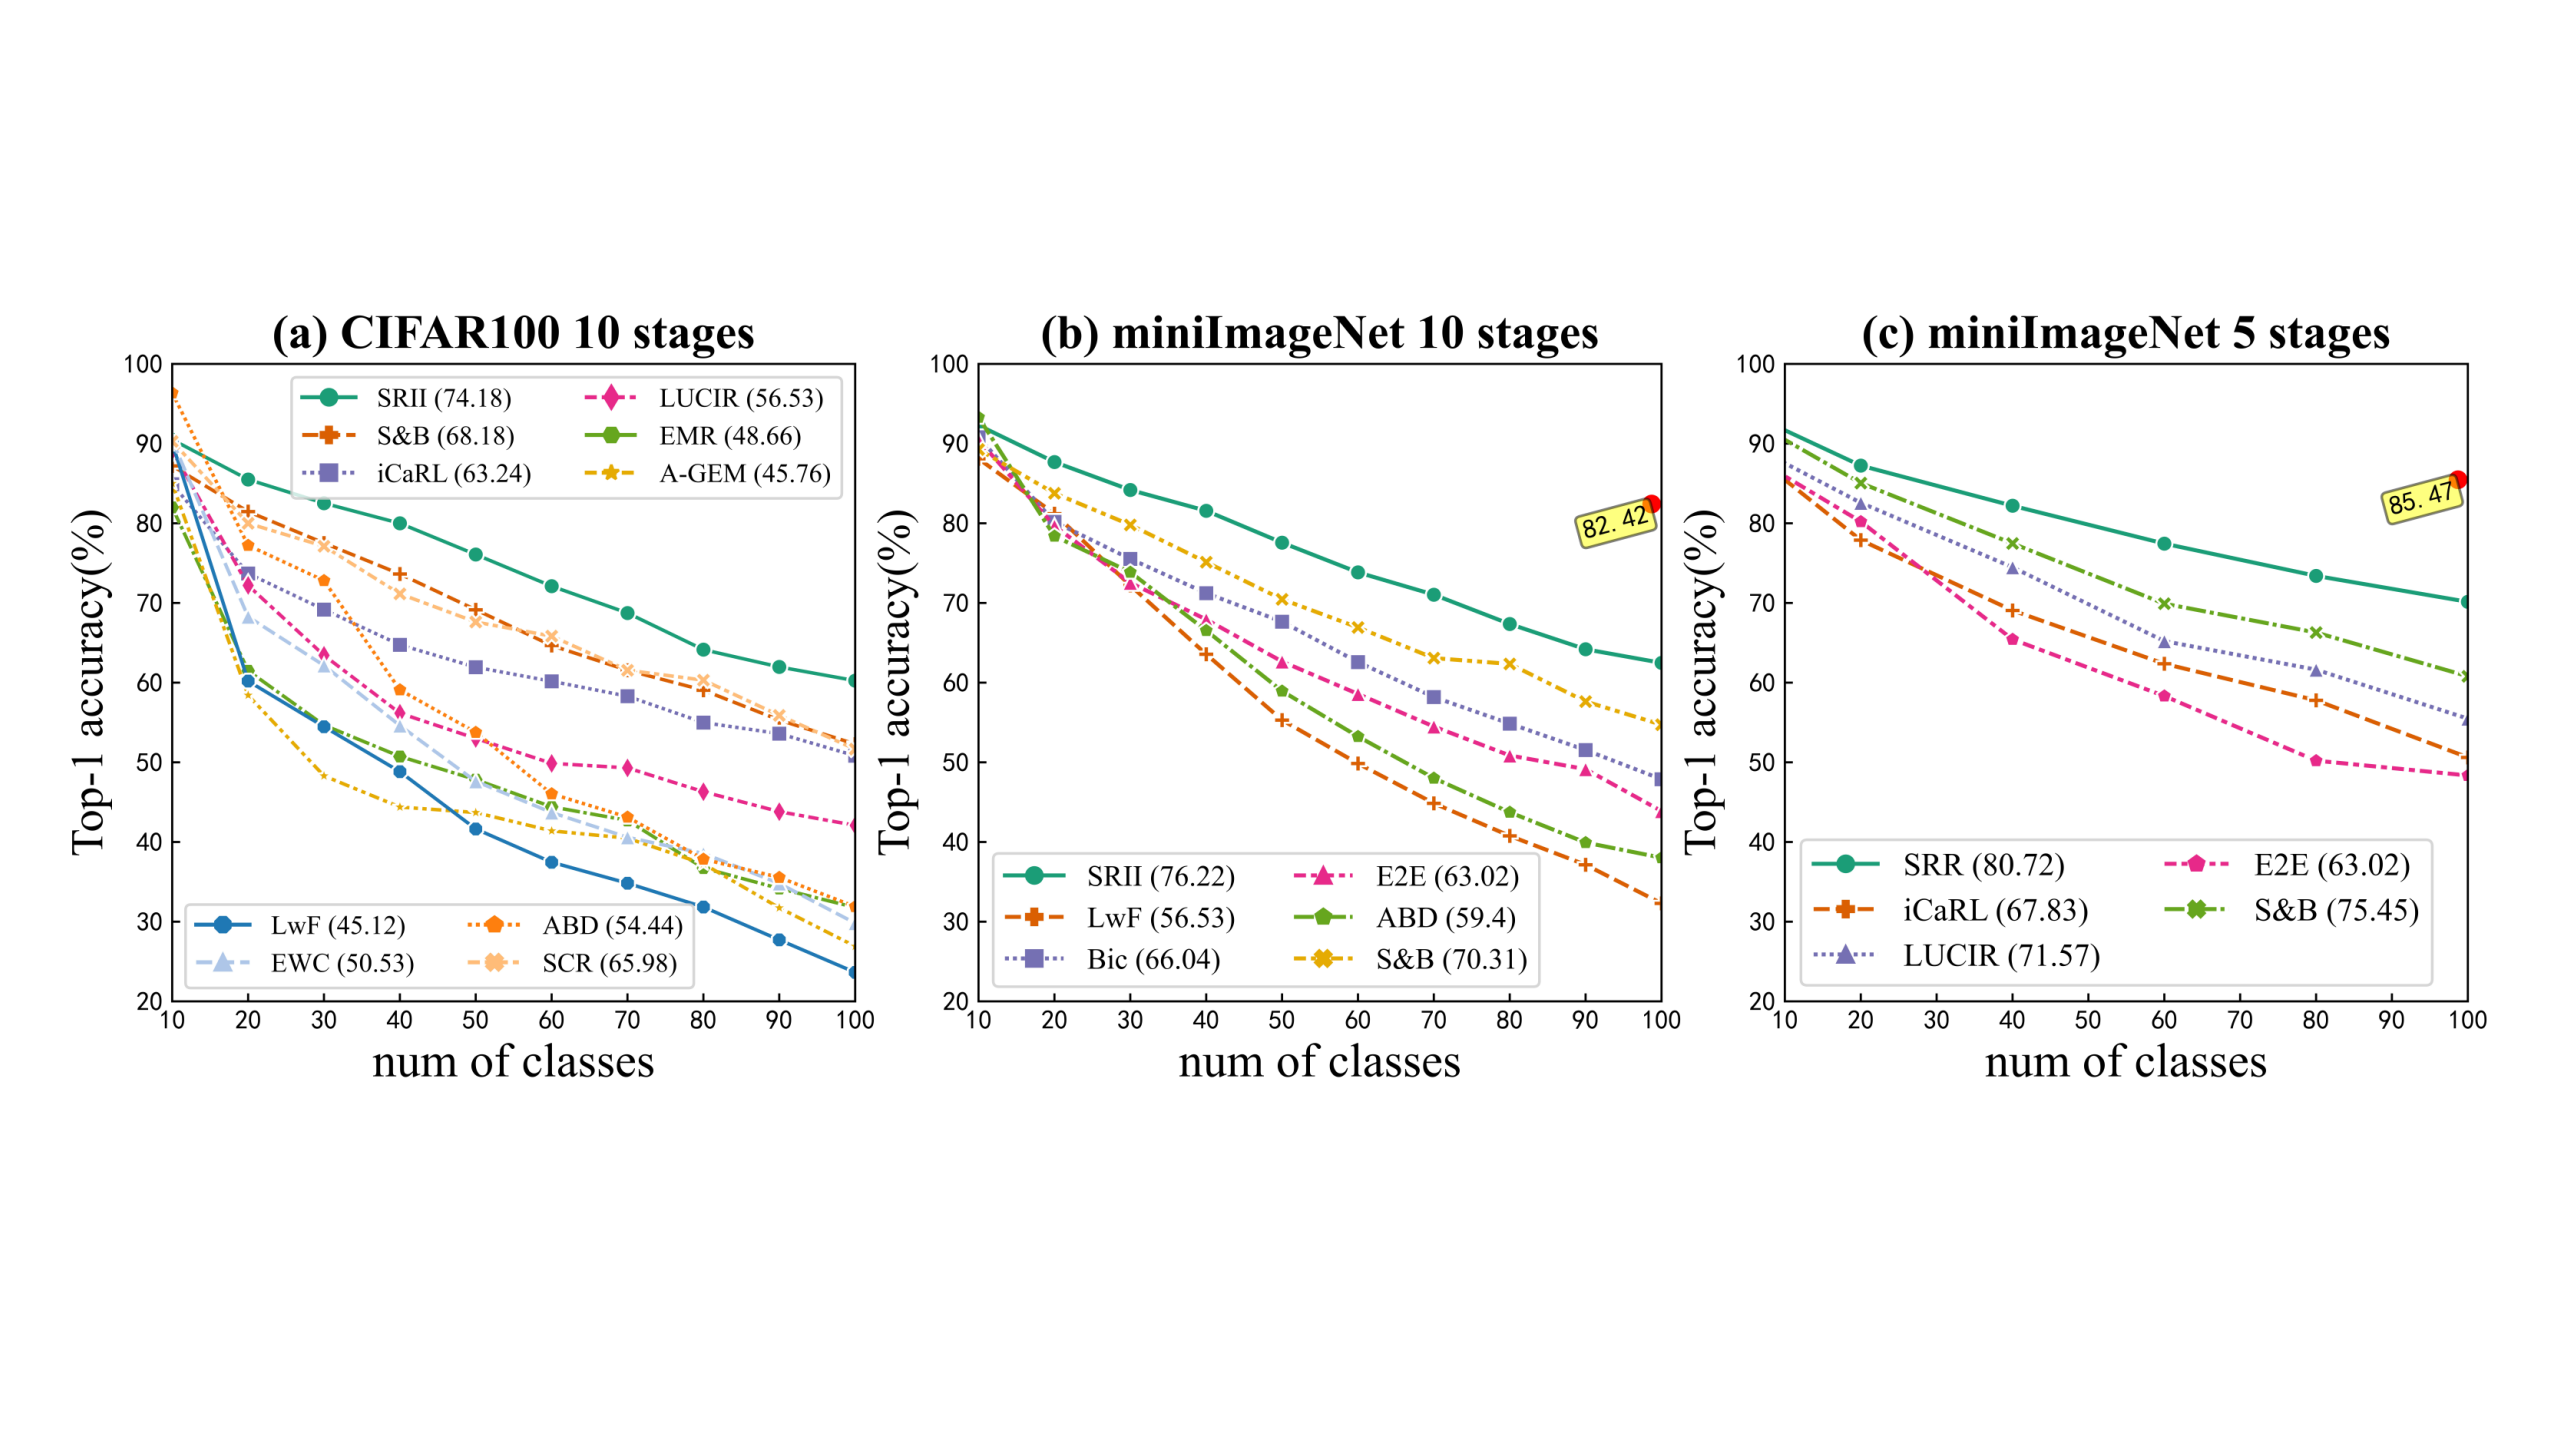 (a) CIFAR100 10 stages
Top-1 accuracy(%)
100
90
80
70
60
50
40
30
20
SRII (74.18)
S&B (68.18)
iCaRL (63.24)
LUCIR (56.53)
EMR (48.66)
A-GEM (45.76)
LwF (45.12)
EWC (50.53)
ABD (54.44)
SCR (65.98)
10 20 30 40 50 60 70 80 90 100
num of classes
(b) miniImageNet 10 stages
Top-1 accuracy(%)
100
90
80
70
60
50
40
30
20
82.42
SRII (76.22)
LwF (56.53)
Bic (66.04)
E2E (63.02)
ABD (59.4)
S&B (70.31)
10 20 30 40 50 60 70 80 90 100
num of classes
(c) miniImageNet 5 stages
Top-1 accuracy(%)
100
90
80
70
60
50
40
30
20
85.47
SRR (80.72)
iCaRL (67.83)
LUCIR (71.57)
E2E (63.02)
S&B (75.45)
10 20 30 40 50 60 70 80 90 100
num of classes